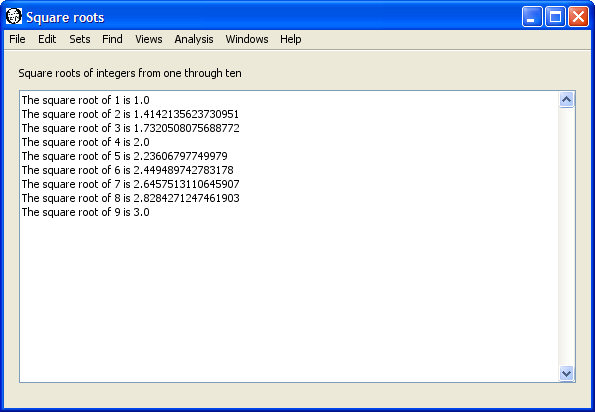 Square roots
File Edit Sets Find Views Analysis Windows Help
Square roots of integers from one through ten
The square root of 1 is 1.0
The square root of 2 is 1.4142135623730951
The square root of 3 is 1.7320508075688772
The square root of 4 is 2.0
The square root of 5 is 2.23606797749979
The square root of 6 is 2.449489742783178
The square root of 7 is 2.6457513110645907
The square root of 8 is 2.8284271247461903
The square root of 9 is 3.0